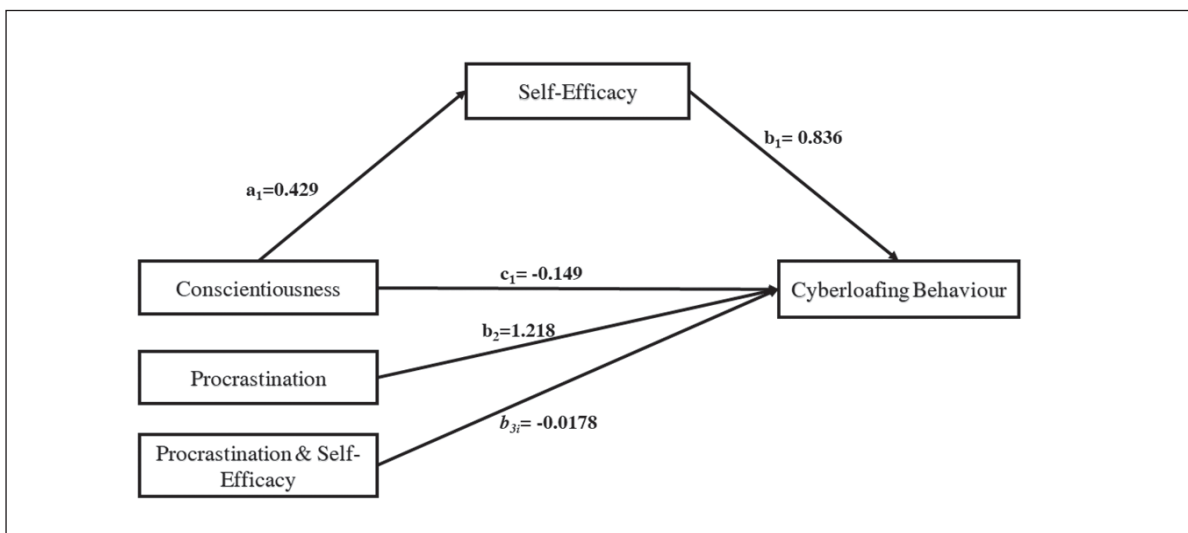 Self-Efficacy
b₁= 0.836
a₁=0.429
Conscientiousness
c₁= -0.149
Cyberloafing Behaviour
b₂=1.218
Procrastination
b₃ᵢ= -0.0178
Procrastination & Self-
Efficacy